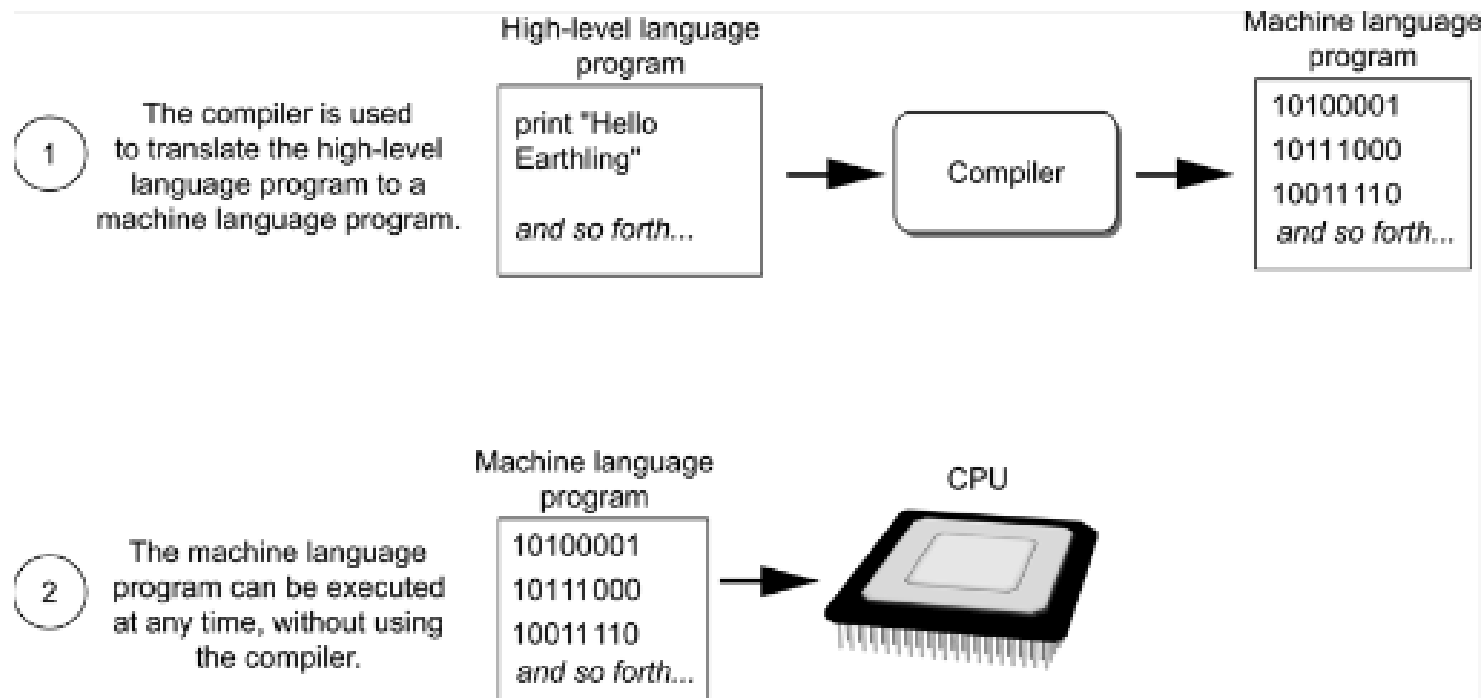 High-level language
program
Machine language
program
1
The compiler is used
to translate the high-level
language program to a
machine language program.
print "Hello
Earthling"
and so forth...
Compiler
10100001
10111000
10011110
and so forth...
2
The machine language
program can be executed
at any time, without using
the compiler.
Machine language
program
10100001
10111000
10011110
and so forth...
CPU